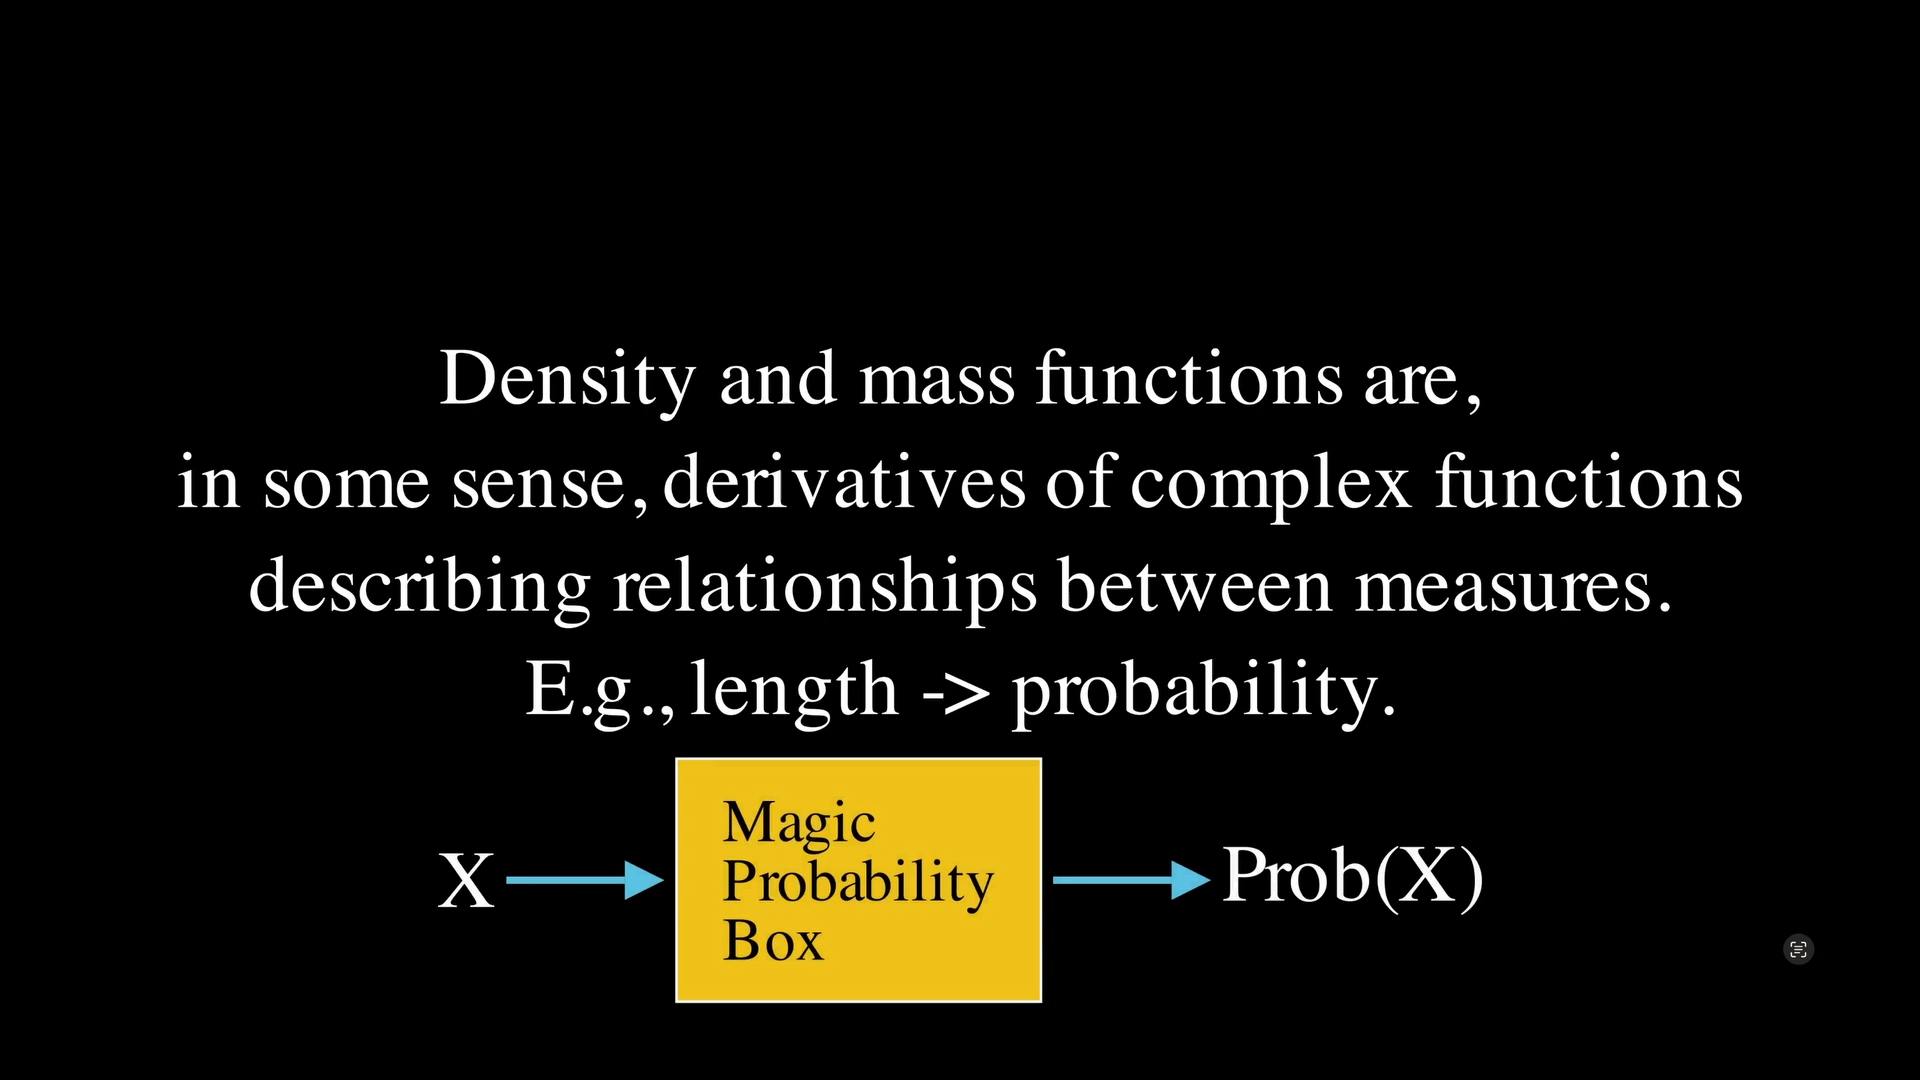 Density and mass functions are,
in some sense, derivatives of complex functions
describing relationships between measures.
E.g., length -> probability.
X
Magic
Probability
Box
Prob(X)